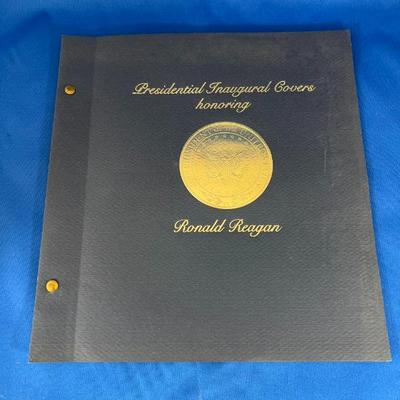 Presidential Inaugural Covers
honoring
Ronald Reagan